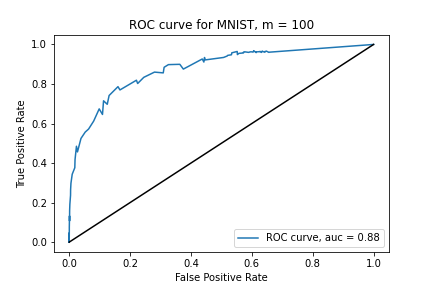 ROC curve for MNIST, m = 100
True Positive Rate
1.0
0.8
0.6
0.4
0.2
0.0
ROC curve, auc = 0.88
0.0 0.2 0.4 0.6 0.8 1.0
False Positive Rate